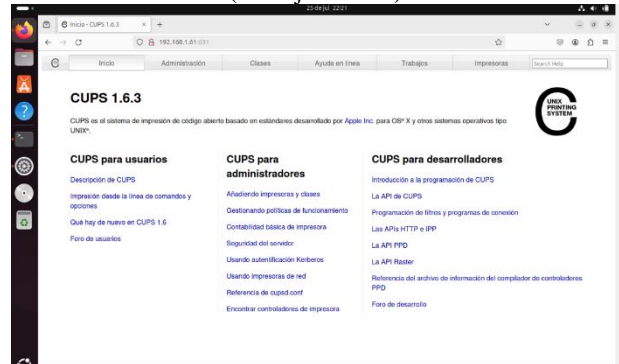 25 de jul 22:21
Inicio - CUPS 1.6.3
192.168.1.61:631
Inicio Administración Clases Ayuda en línea Trabajos Impresoras Search Help
CUPS 1.6.3
CUPS es el sistema de impresión de código abierto basado en estándares desarrollado por Apple Inc. para OS® X y otros sistemas operativos tipo
UNIX®.
UNIX
PRINTING
SYSTEM
CUPS para usuarios
Descripción de CUPS
Impresión desde la línea de comandos y
opciones
Qué hay de nuevo en CUPS 1.6
Foro de usuarios
CUPS para
administradores
Añadiendo impresoras y clases
Gestionando políticas de funcionamiento
Contabilidad básica de impresora
Seguridad del servidor
Usando autentificación Kerberos
Usando impresoras de red
Referencia de cupsd.conf
Encontrar controladores de impresora
CUPS para desarrolladores
Introducción a la programación de CUPS
La API de CUPS
Programación de filtros y programas de conexión
Las APIs HTTP e IPP
La API PPD
La API Raster
Referencia del archivo de información del compilador de controladores
PPD
Foro de desarrollo